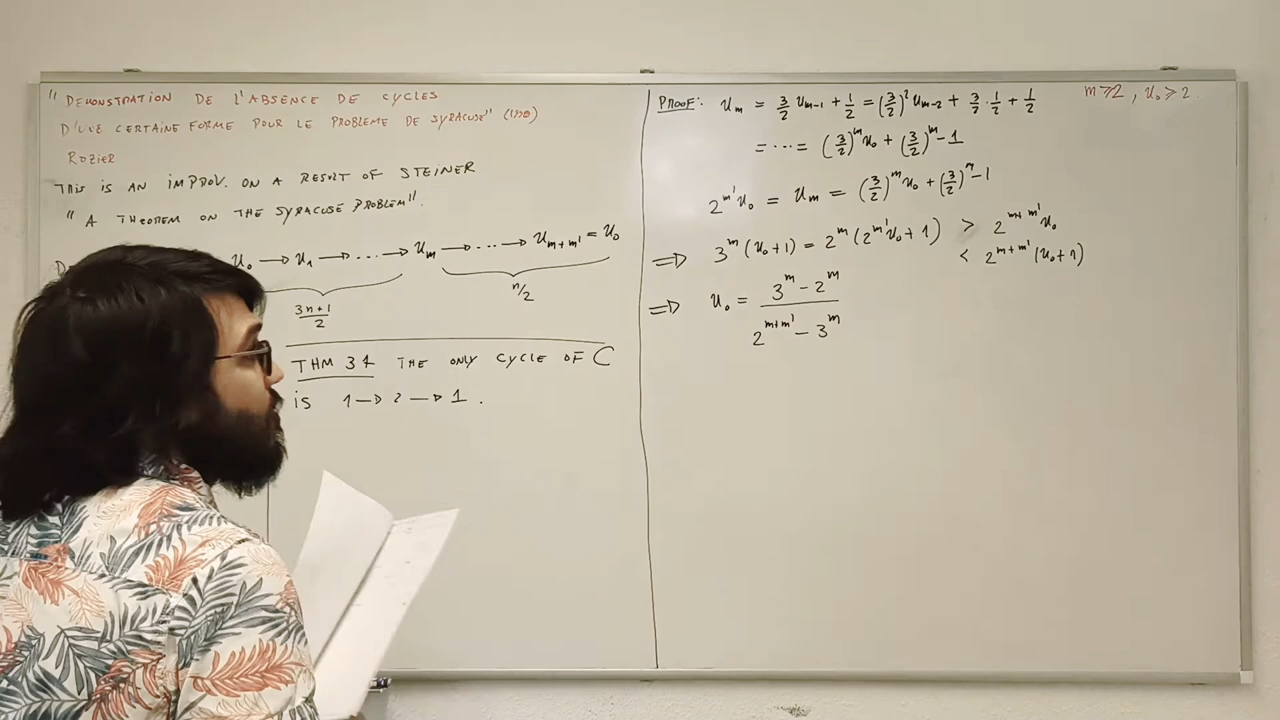 "DEMONSTRATION DE L'ABSENCE DE CYCLES
D'UNE CERTAINE FORME POUR LE PROBLEME DE SYRACUSE" (1990)
ROZIER
THIS IS AN IMPROV. ON A RESULT OF STEINER
"A THEOREM ON THE SYRACUSE PROBLEM".
D
u₀ → u₁ → ... → u_m → ... → u_{m+m'} = u₀
(3n+1)/2
n/2
THM 34 THE ONLY CYCLE OF C
IS 1 → 2 → 1.
PROOF: u_m = 3/2 u_{m-1} + 1/2 = (3/2)² u_{m-2} + 3/2 · 1/2 + 1/2
m ≥ 2, u₀ ≥ 2.
= ... = (3/2)^m u₀ + (3/2)^m - 1
2^{m'} u₀ = u_m = (3/2)^m u₀ + (3/2)^m - 1
⇒ 3^m (u₀+1) = 2^m (2^{m'} u₀ + 1) > 2^{m+m'} u₀
< 2^{m+m'} (u₀+1)
⇒ u₀ = (3^m - 2^m)/(2^{m+m'} - 3^m)